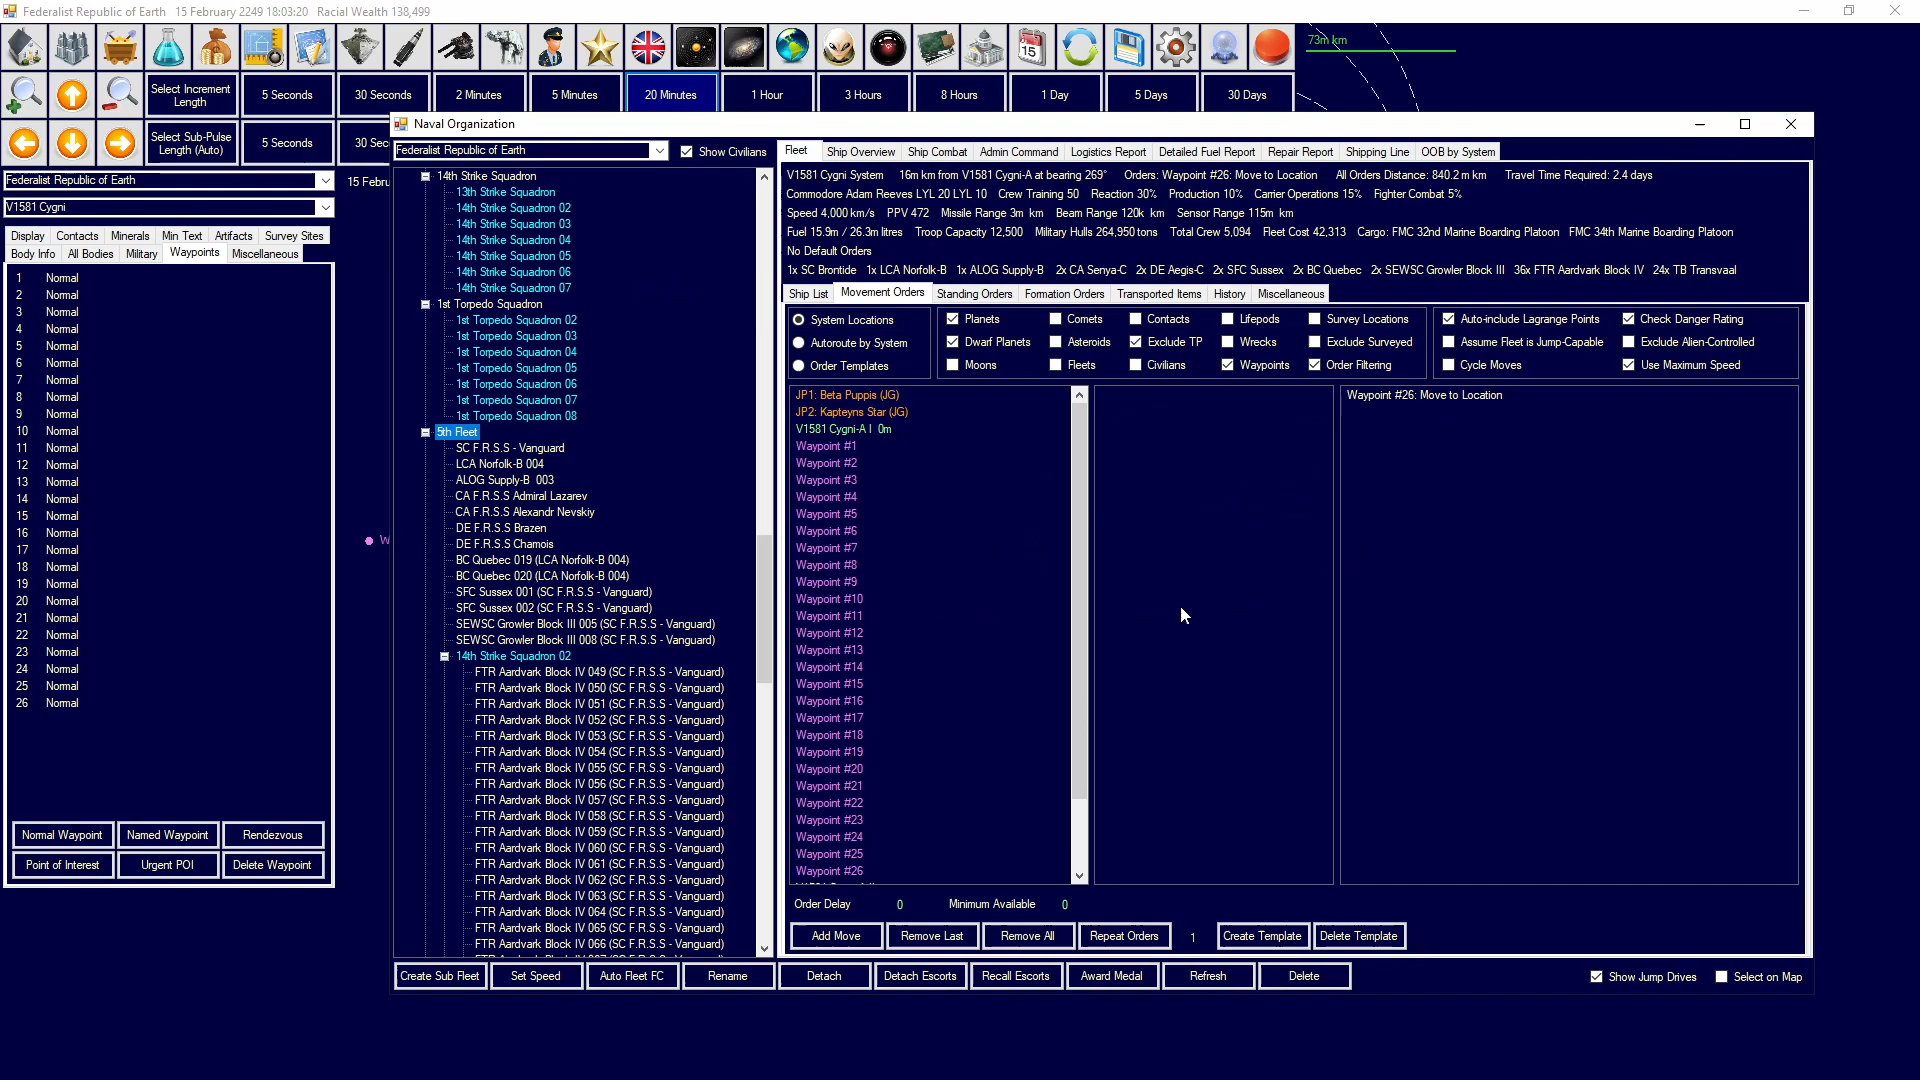 Federalist Republic of Earth   15 February 2249 18:03:20   Racial Wealth 138,499
73m km
Select Increment Length
5 Seconds
30 Seconds
2 Minutes
5 Minutes
20 Minutes
1 Hour
3 Hours
8 Hours
1 Day
5 Days
30 Days
Select Sub-Pulse Length (Auto)
5 Seconds
30 Sec
Federalist Republic of Earth
15 Febru
V1581 Cygni
Display Contacts Minerals Min Text Artifacts Survey Sites
Body Info All Bodies Military Waypoints Miscellaneous
1 Normal
2 Normal
3 Normal
4 Normal
5 Normal
6 Normal
7 Normal
8 Normal
9 Normal
10 Normal
11 Normal
12 Normal
13 Normal
14 Normal
15 Normal
16 Normal
17 Normal
18 Normal
19 Normal
20 Normal
21 Normal
22 Normal
23 Normal
24 Normal
25 Normal
26 Normal
Normal Waypoint Named Waypoint Rendezvous
Point of Interest Urgent POI Delete Waypoint
W
Naval Organization
Federalist Republic of Earth Show Civilians
14th Strike Squadron
13th Strike Squadron
14th Strike Squadron 02
14th Strike Squadron 03
14th Strike Squadron 04
14th Strike Squadron 05
14th Strike Squadron 06
14th Strike Squadron 07
1st Torpedo Squadron
1st Torpedo Squadron 02
1st Torpedo Squadron 03
1st Torpedo Squadron 04
1st Torpedo Squadron 05
1st Torpedo Squadron 06
1st Torpedo Squadron 07
1st Torpedo Squadron 08
5th Fleet
SC F.R.S.S - Vanguard
LCA Norfolk-B 004
ALOG Supply-B 003
CA F.R.S.S Admiral Lazarev
CA F.R.S.S Alexandr Nevskiy
DE F.R.S.S Brazen
DE F.R.S.S Chamois
BC Quebec 019 (LCA Norfolk-B 004)
BC Quebec 020 (LCA Norfolk-B 004)
SFC Sussex 001 (SC F.R.S.S - Vanguard)
SFC Sussex 002 (SC F.R.S.S - Vanguard)
SEWSC Growler Block III 005 (SC F.R.S.S - Vanguard)
SEWSC Growler Block III 008 (SC F.R.S.S - Vanguard)
14th Strike Squadron 02
FTR Aardvark Block IV 049 (SC F.R.S.S - Vanguard)
FTR Aardvark Block IV 050 (SC F.R.S.S - Vanguard)
FTR Aardvark Block IV 051 (SC F.R.S.S - Vanguard)
FTR Aardvark Block IV 052 (SC F.R.S.S - Vanguard)
FTR Aardvark Block IV 053 (SC F.R.S.S - Vanguard)
FTR Aardvark Block IV 054 (SC F.R.S.S - Vanguard)
FTR Aardvark Block IV 055 (SC F.R.S.S - Vanguard)
FTR Aardvark Block IV 056 (SC F.R.S.S - Vanguard)
FTR Aardvark Block IV 057 (SC F.R.S.S - Vanguard)
FTR Aardvark Block IV 058 (SC F.R.S.S - Vanguard)
FTR Aardvark Block IV 059 (SC F.R.S.S - Vanguard)
FTR Aardvark Block IV 060 (SC F.R.S.S - Vanguard)
FTR Aardvark Block IV 061 (SC F.R.S.S - Vanguard)
FTR Aardvark Block IV 062 (SC F.R.S.S - Vanguard)
FTR Aardvark Block IV 063 (SC F.R.S.S - Vanguard)
FTR Aardvark Block IV 064 (SC F.R.S.S - Vanguard)
FTR Aardvark Block IV 065 (SC F.R.S.S - Vanguard)
FTR Aardvark Block IV 066 (SC F.R.S.S - Vanguard)
Fleet Ship Overview Ship Combat Admin Command Logistics Report Detailed Fuel Report Repair Report Shipping Line OOB by System
V1581 Cygni System   16m km from V1581 Cygni-A at bearing 269°   Orders: Waypoint #26: Move to Location   All Orders Distance: 840.2 m km   Travel Time Required: 2.4 days
Commodore Adam Reeves LYL 20 LYL 10   Crew Training 50   Reaction 30%   Production 10%   Carrier Operations 15%   Fighter Combat 5%
Speed 4,000 km/s   PPV 472   Missile Range 3m km   Beam Range 120k km   Sensor Range 115m km
Fuel 15.9m / 26.3m litres   Troop Capacity 12,500   Military Hulls 264,950 tons   Total Crew 5,094   Fleet Cost 42,313   Cargo: FMC 32nd Marine Boarding Platoon   FMC 34th Marine Boarding Platoon
No Default Orders
1x SC Brontide   1x LCA Norfolk-B   1x ALOG Supply-B   2x CA Senya-C   2x DE Aegis-C   2x SFC Sussex   2x BC Quebec   2x SEWSC Growler Block III   36x FTR Aardvark Block IV   24x TB Transvaal
Ship List Movement Orders Standing Orders Formation Orders Transported Items History Miscellaneous
System Locations Planets Comets Contacts Lifepods Survey Locations Auto-include Lagrange Points Check Danger Rating
Autoroute by System Dwarf Planets Asteroids Exclude TP Wrecks Exclude Surveyed Assume Fleet is Jump-Capable Exclude Alien-Controlled
Order Templates Moons Fleets Civilians Waypoints Order Filtering Cycle Moves Use Maximum Speed
JP1: Beta Puppis (JG)
JP2: Kapteyns Star (JG)
V1581 Cygni-A I  0m
Waypoint #1
Waypoint #2
Waypoint #3
Waypoint #4
Waypoint #5
Waypoint #6
Waypoint #7
Waypoint #8
Waypoint #9
Waypoint #10
Waypoint #11
Waypoint #12
Waypoint #13
Waypoint #14
Waypoint #15
Waypoint #16
Waypoint #17
Waypoint #18
Waypoint #19
Waypoint #20
Waypoint #21
Waypoint #22
Waypoint #23
Waypoint #24
Waypoint #25
Waypoint #26
Waypoint #26: Move to Location
Order Delay 0 Minimum Available 0
Add Move Remove Last Remove All Repeat Orders 1 Create Template Delete Template
Create Sub Fleet Set Speed Auto Fleet FC Rename Detach Detach Escorts Recall Escorts Award Medal Refresh Delete Show Jump Drives Select on Map